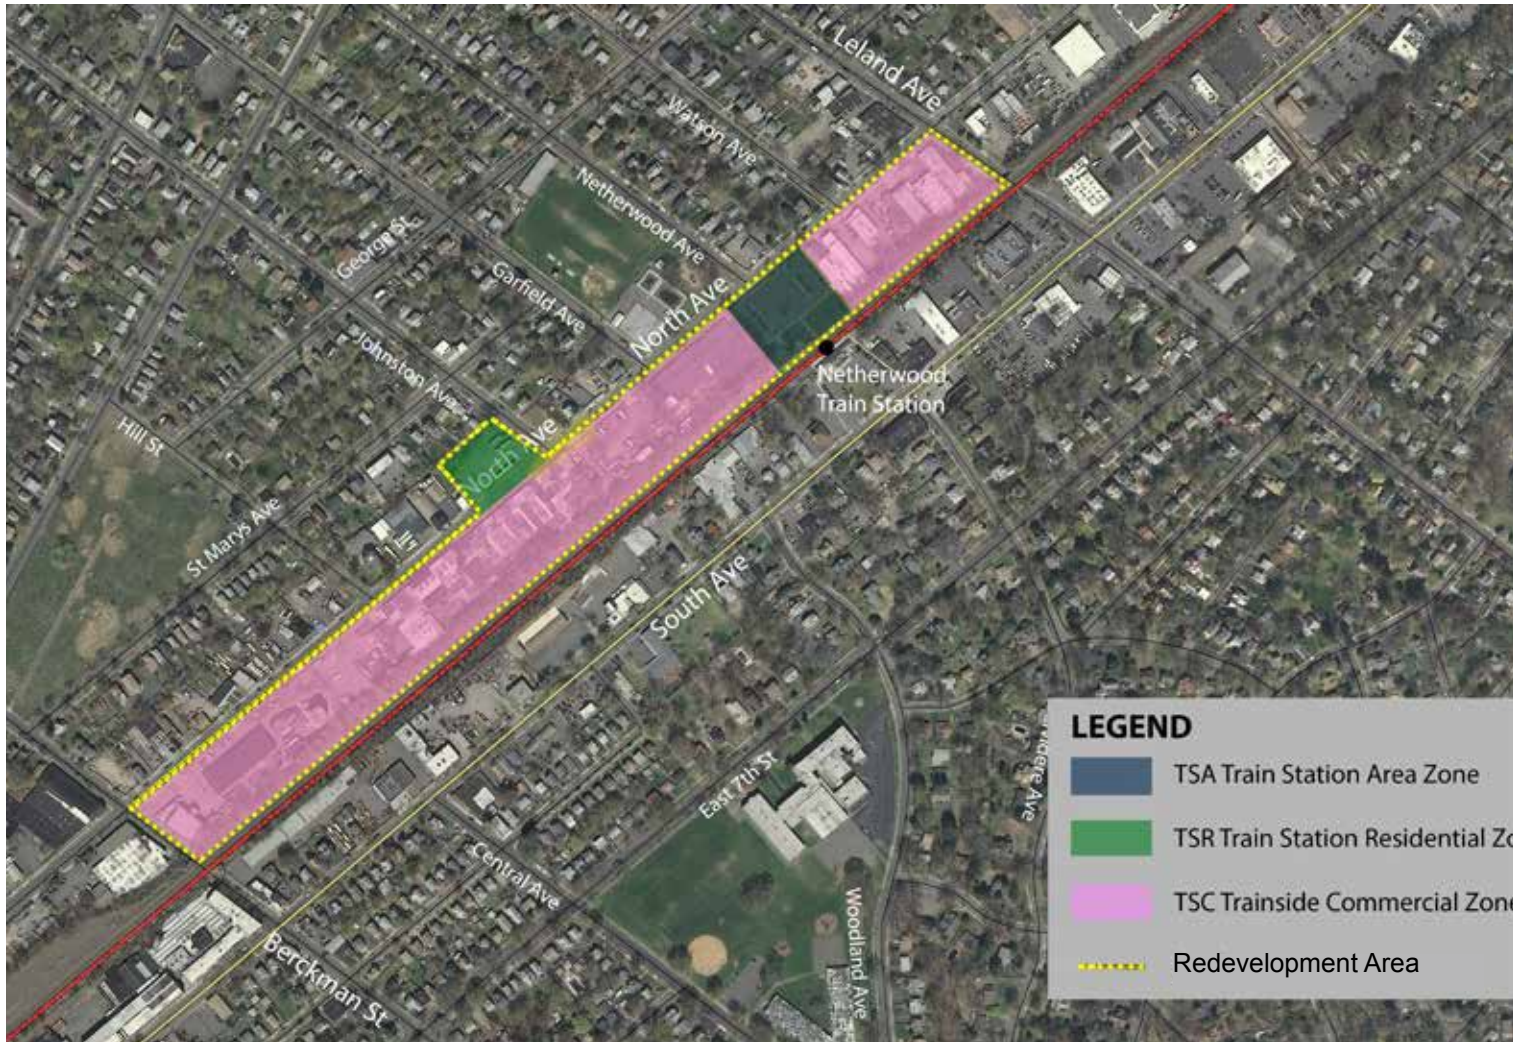 Leland Ave
Watson Ave
Netherwood Ave
George St
Garfield Ave
North Ave
Johnston Ave
Netherwood
Train Station
Hill St
North Ave
St Marys Ave
South Ave
East 7th St
Central Ave
Woodland Ave
Berckman St
LEGEND
TSA Train Station Area Zone
TSR Train Station Residential Zo
TSC Trainside Commercial Zone
Redevelopment Area